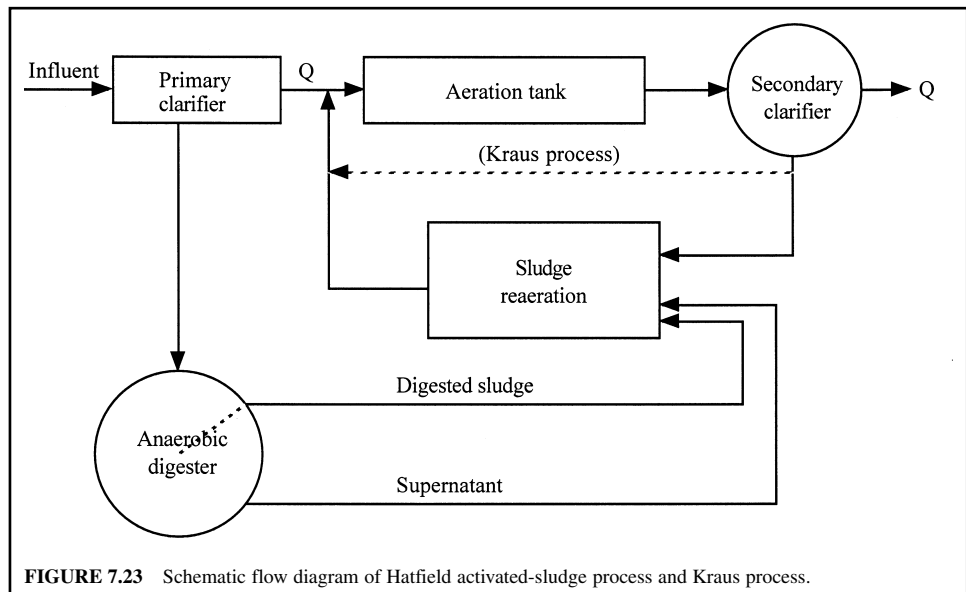 Influent
Primary
clarifier
Q
Aeration tank
Secondary
clarifier
Q
(Kraus process)
Sludge
reaeration
Digested sludge
Anaerobic
digester
Supernatant
FIGURE 7.23 Schematic flow diagram of Hatfield activated-sludge process and Kraus process.